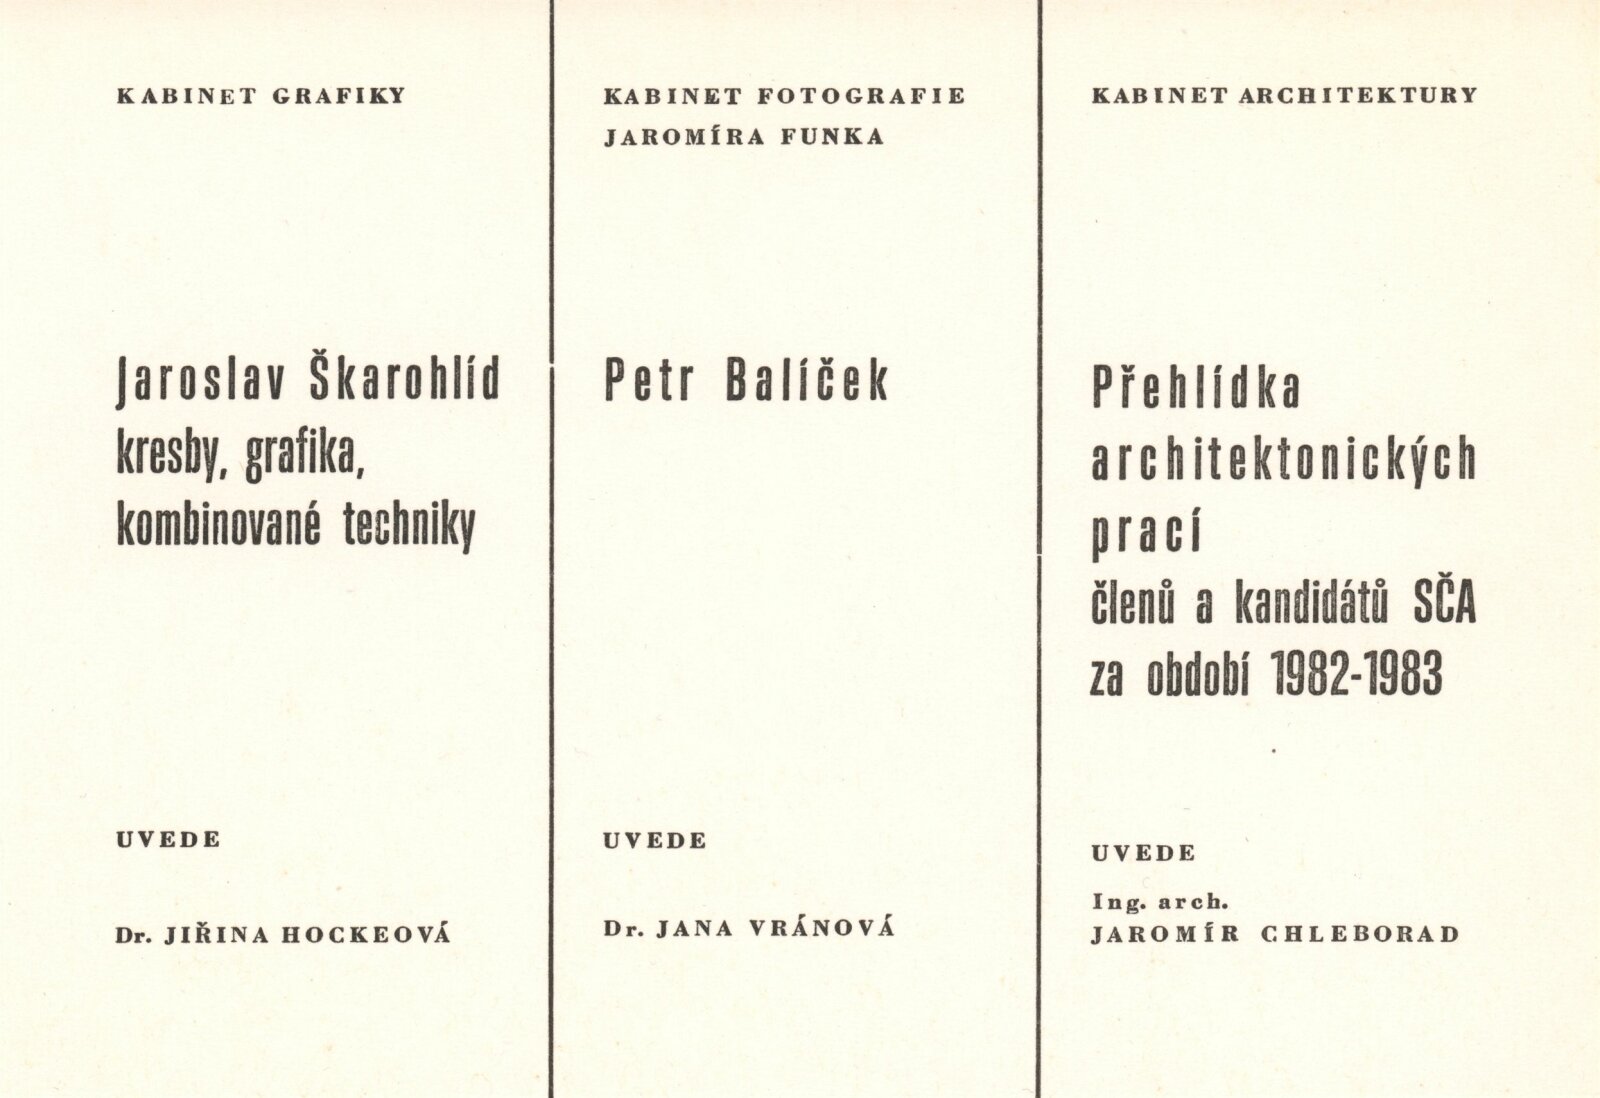 KABINET GRAFIKY
Jaroslav Škarohlíd
kresby, grafika,
kombinované techniky
UVEDE
Dr. JIŘINA HOCKEOVÁ
KABINET FOTOGRAFIE
JAROMÍRA FUNKA
Petr Balíček
UVEDE
Dr. JANA VRÁNOVÁ
KABINET ARCHITEKTURY
Přehlídka
architektonických
prací
členů a kandidátů SČA
za období 1982-1983
UVEDE
Ing. arch.
JAROMÍR CHLEBORAD